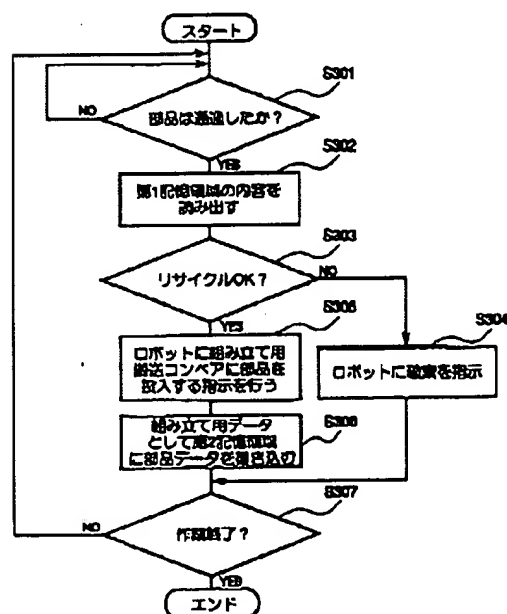 スタート
S301
部品は通過したか？
NO
YES
S302
第1記憶領域の内容を
読み出す
S303
リサイクルOK？
NO
YES
S305
ロボットに組み立て用
搬送コンベアに部品を
投入する指示を行う
S304
ロボットに破棄を指示
組み立て用データ
として第2記憶領域
に部品データを書き込む
S306
S307
作業終了？
NO
YES
エンド